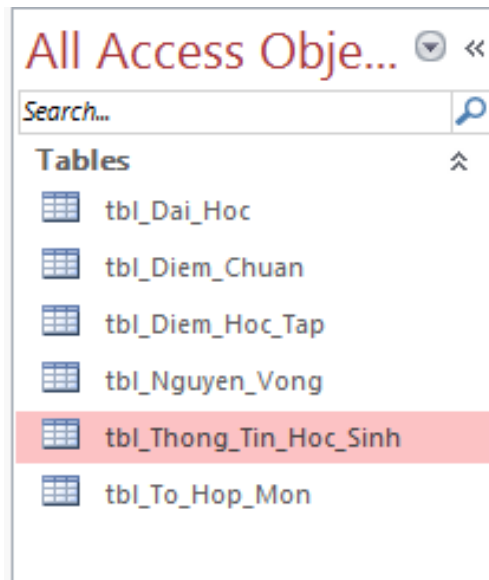 All Access Obje...
Search...
Tables
tbl_Dai_Hoc
tbl_Diem_Chuan
tbl_Diem_Hoc_Tap
tbl_Nguyen_Vong
tbl_Thong_Tin_Hoc_Sinh
tbl_To_Hop_Mon